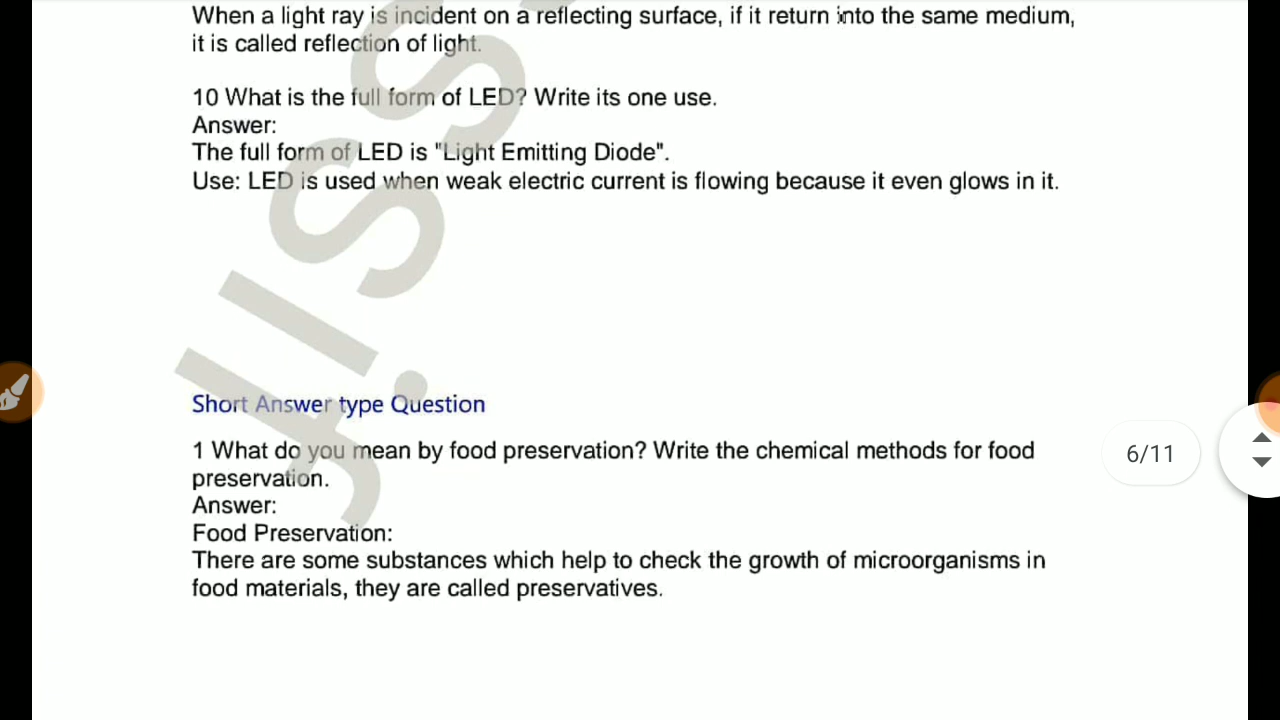 When a light ray is incident on a reflecting surface, if it return into the same medium,
it is called reflection of light.
10 What is the full form of LED? Write its one use.
Answer:
The full form of LED is "Light Emitting Diode".
Use: LED is used when weak electric current is flowing because it even glows in it.
Short Answer type Question
1 What do you mean by food preservation? Write the chemical methods for food
preservation.
Answer:
Food Preservation:
There are some substances which help to check the growth of microorganisms in
food materials, they are called preservatives.
6/11